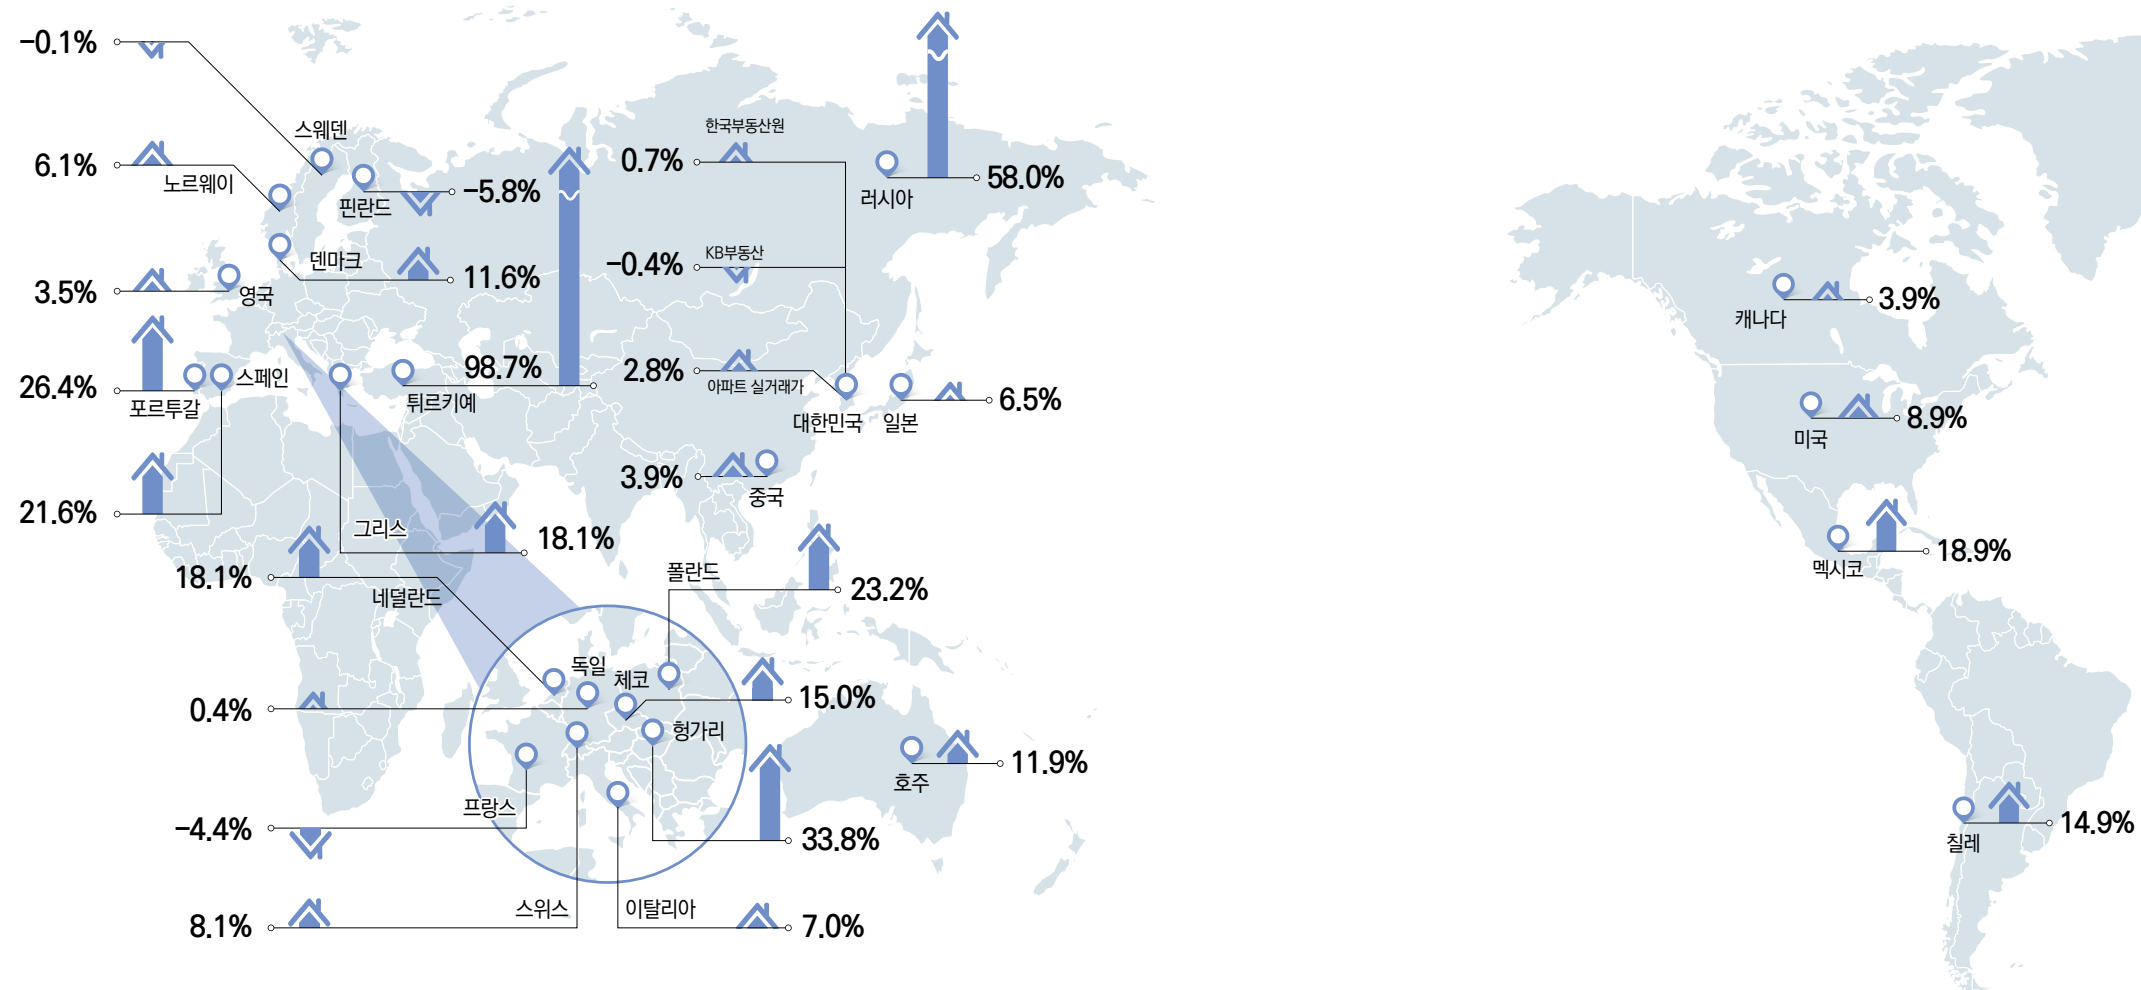 −0.1%
스웨덴
6.1%
노르웨이
−5.8%
핀란드
덴마크
11.6%
3.5%
영국
98.7%
튀르키예
26.4%
포르투갈
스페인
21.6%
그리스
18.1%
한국부동산원
0.7%
KB부동산
−0.4%
2.8%
아파트 실거래가
대한민국
일본
6.5%
러시아
58.0%
3.9%
중국
18.1%
네덜란드
폴란드
23.2%
독일
0.4%
체코
15.0%
헝가리
33.8%
프랑스
−4.4%
스위스
8.1%
이탈리아
7.0%
호주
11.9%
캐나다
3.9%
미국
8.9%
멕시코
18.9%
칠레
14.9%